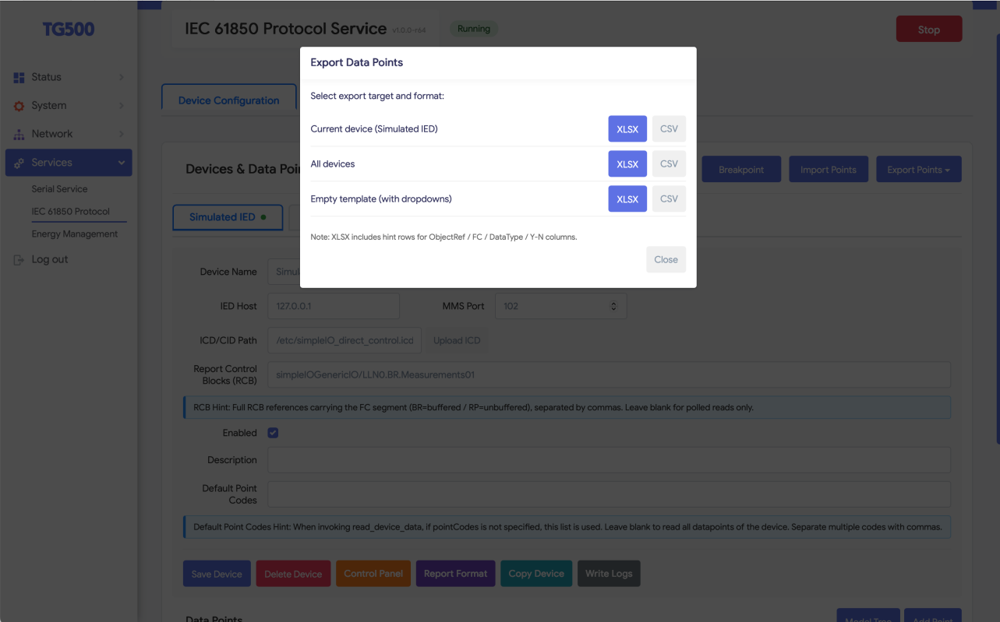 TG500
Status
System
Network
Services
Serial Service
IEC 61850 Protocol
Energy Management
Log out
IEC 61850 Protocol Service v1.0.0-r64 Running
Stop
Device Configuration
Export Data Points
Select export target and format:
Current device (Simulated IED) XLSX CSV
All devices XLSX CSV
Empty template (with dropdowns) XLSX CSV
Note: XLSX includes hint rows for ObjectRef / FC / DataType / Y-N columns.
Close
Devices & Data Poi
Breakpoint Import Points Export Points
Simulated IED
Device Name Simul
IED Host 127.0.0.1 MMS Port 102
ICD/CID Path /etc/simpleIO_direct_control.icd Upload ICD
Report Control
Blocks (RCB) simpleIOGenericIO/LLN0.BR.Measurements01
RCB Hint: Full RCB references carrying the FC segment (BR=buffered / RP=unbuffered), separated by commas. Leave blank for polled reads only.
Enabled
Description
Default Point
Codes
Default Point Codes Hint: When invoking read_device_data, if pointCodes is not specified, this list is used. Leave blank to read all datapoints of the device. Separate multiple codes with commas.
Save Device Delete Device Control Panel Report Format Copy Device Write Logs
Data Points
Model Tree Add Point